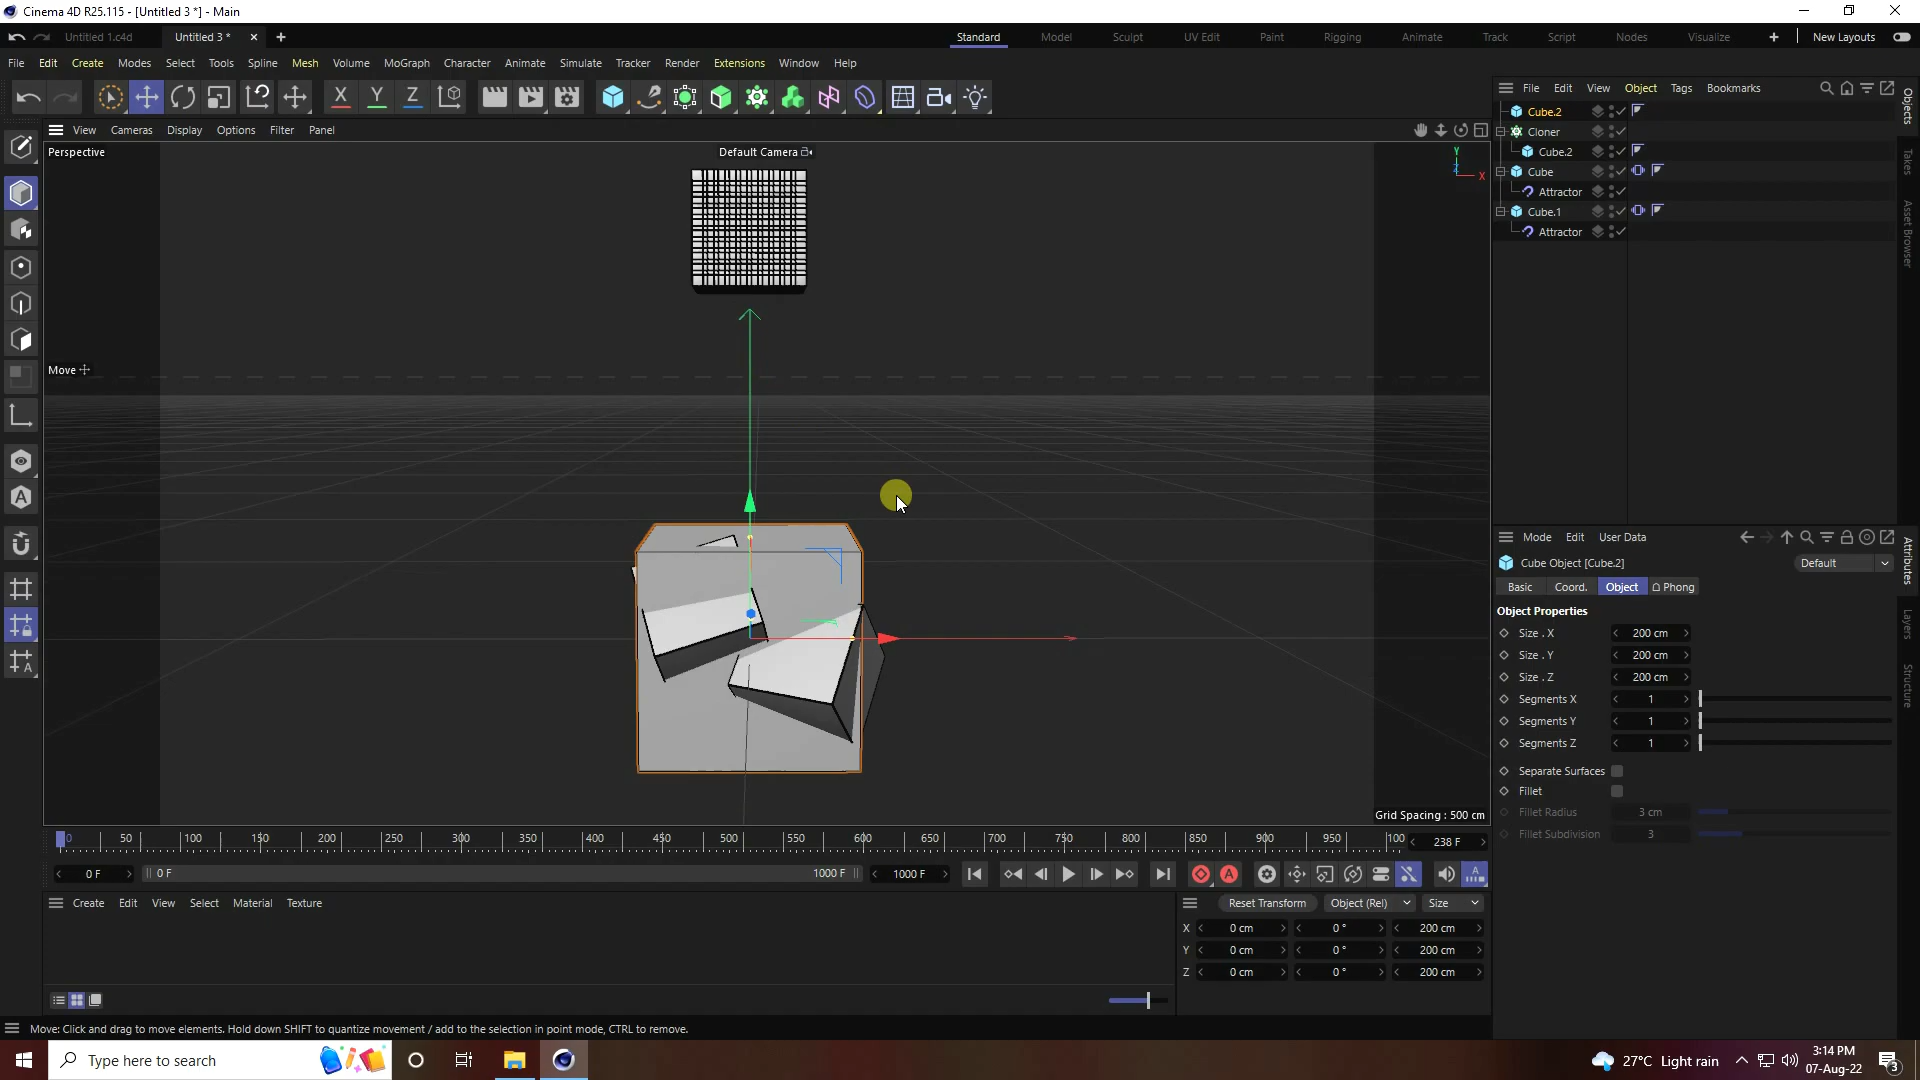 Cinema 4D R25.115 - [Untitled 3 *] - Main
Untitled 1.c4d
Untitled 3 *
Standard Model Sculpt UV Edit Paint Rigging Animate Track Script Nodes Visualize New Layouts
File Edit Create Modes Select Tools Spline Mesh Volume MoGraph Character Animate Simulate Tracker Render Extensions Window Help
X Y Z
File Edit View Object Tags Bookmarks
View Cameras Display Options Filter Panel
Perspective
Default Camera
Y
Z
X
Cube.2
Cloner
Cube.2
Cube
Attractor
Cube.1
Attractor
Objects
Takes
Asset Browser
Move
Mode Edit User Data
Cube Object [Cube.2]
Default
Basic Coord. Object Phong
Object Properties
Size . X 200 cm
Size . Y 200 cm
Size . Z 200 cm
Segments X 1
Segments Y 1
Segments Z 1
Separate Surfaces
Fillet
Fillet Radius 3 cm
Fillet Subdivision 3
Attributes
Layers
Structure
Grid Spacing : 500 cm
0 50 100 150 200 250 300 350 400 450 500 550 600 650 700 750 800 850 900 950 100 238 F
0 F 0 F 1000 F 1000 F
Create Edit View Select Material Texture
Reset Transform Object (Rel) Size
X 0 cm 0 ° 200 cm
Y 0 cm 0 ° 200 cm
Z 0 cm 0 ° 200 cm
Move: Click and drag to move elements. Hold down SHIFT to quantize movement / add to the selection in point mode, CTRL to remove.
Type here to search
27°C Light rain
3:14 PM
07-Aug-22
3